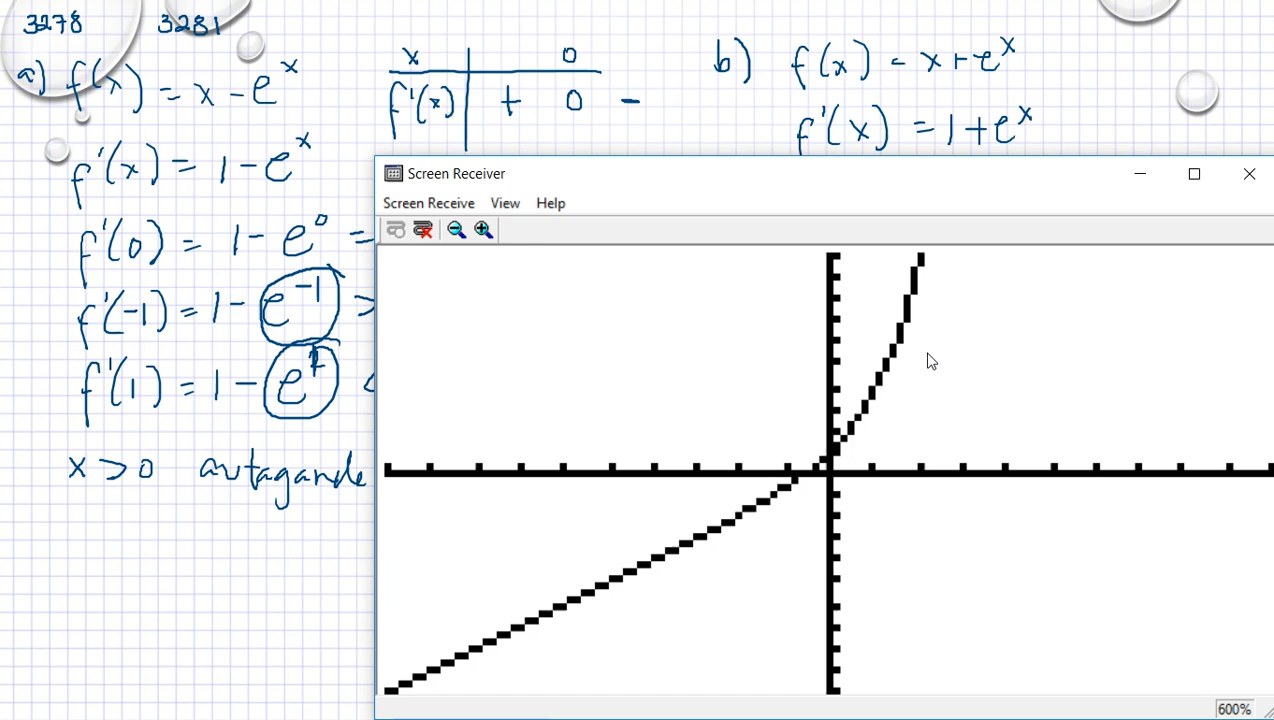 3278 3281
a) f(x) = x - e^x
f'(x) = 1 - e^x
f'(0) = 1 - e^0 =
f'(-1) = 1 - e^-1 >
f'(1) = 1 - e^1 <
x > 0 avtagande
x 0
f'(x) + 0 -
b) f(x) = x + e^x
f'(x) = 1 + e^x
Screen Receiver
Screen Receive View Help
600%